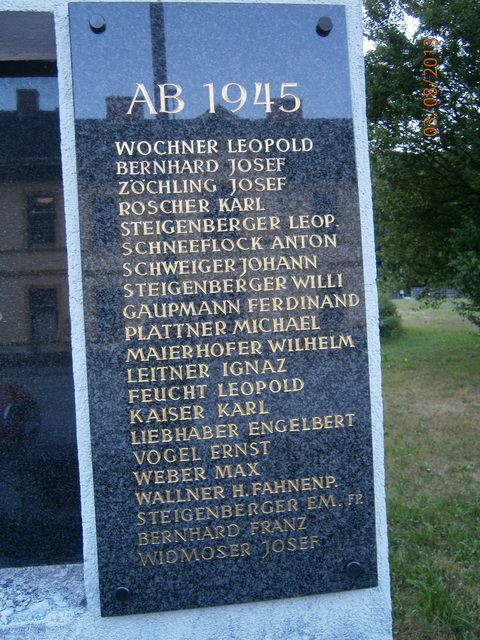 AB 1945
WOCHNER LEOPOLD
BERNHARD JOSEF
ZÖCHLING JOSEF
ROSCHER KARL
STEIGENBERGER LEOP.
SCHNEEFLOCK ANTON
SCHWEIGER JOHANN
STEIGENBERGER WILLI
GAUPMANN FERDINAND
PLATTNER MICHAEL
MAIERHOFER WILHELM
LEITNER IGNAZ
FEUCHT LEOPOLD
KAISER KARL
LIEBHABER ENGELBERT
VOGEL ERNST
WEBER MAX
WALLNER H. FAHNENP.
STEIGENBERGER EM. FP.
BERNHARD FRANZ
WIDMOSER JOSEF
03/08/2013